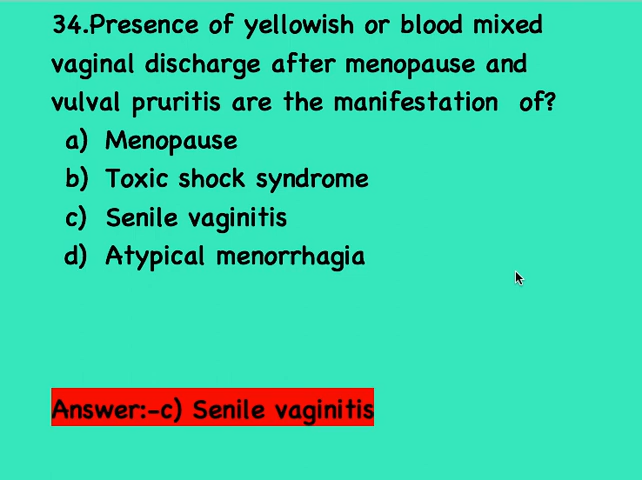 34.Presence of yellowish or blood mixed
vaginal discharge after menopause and
vulval pruritis are the manifestation of?
a) Menopause
b) Toxic shock syndrome
c) Senile vaginitis
d) Atypical menorrhagia
Answer:-c) Senile vaginitis